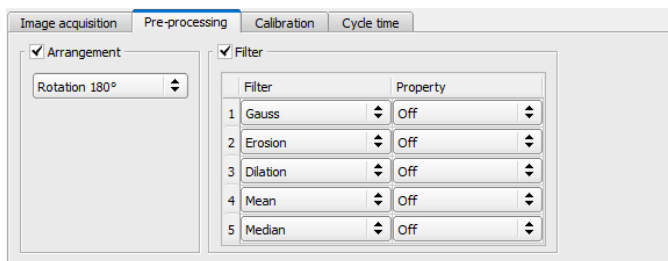 Image acquisition Pre-processing Calibration Cycle time
Arrangement Filter
Rotation 180°
Filter Property
1 Gauss Off
2 Erosion Off
3 Dilation Off
4 Mean Off
5 Median Off